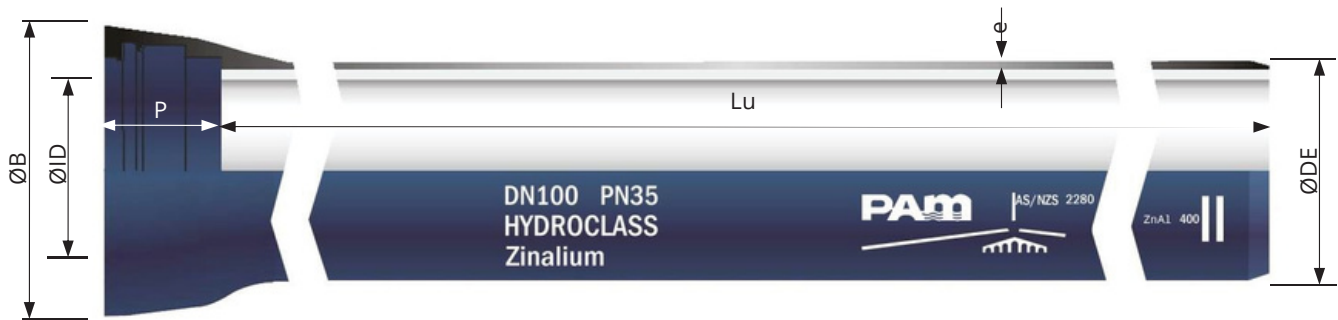 e
P
Lu
ØB
ØID
ØDE
DN100 PN35
HYDROCLASS
Zinalium
PAM
AS/NZS 2280
ZnAl 400